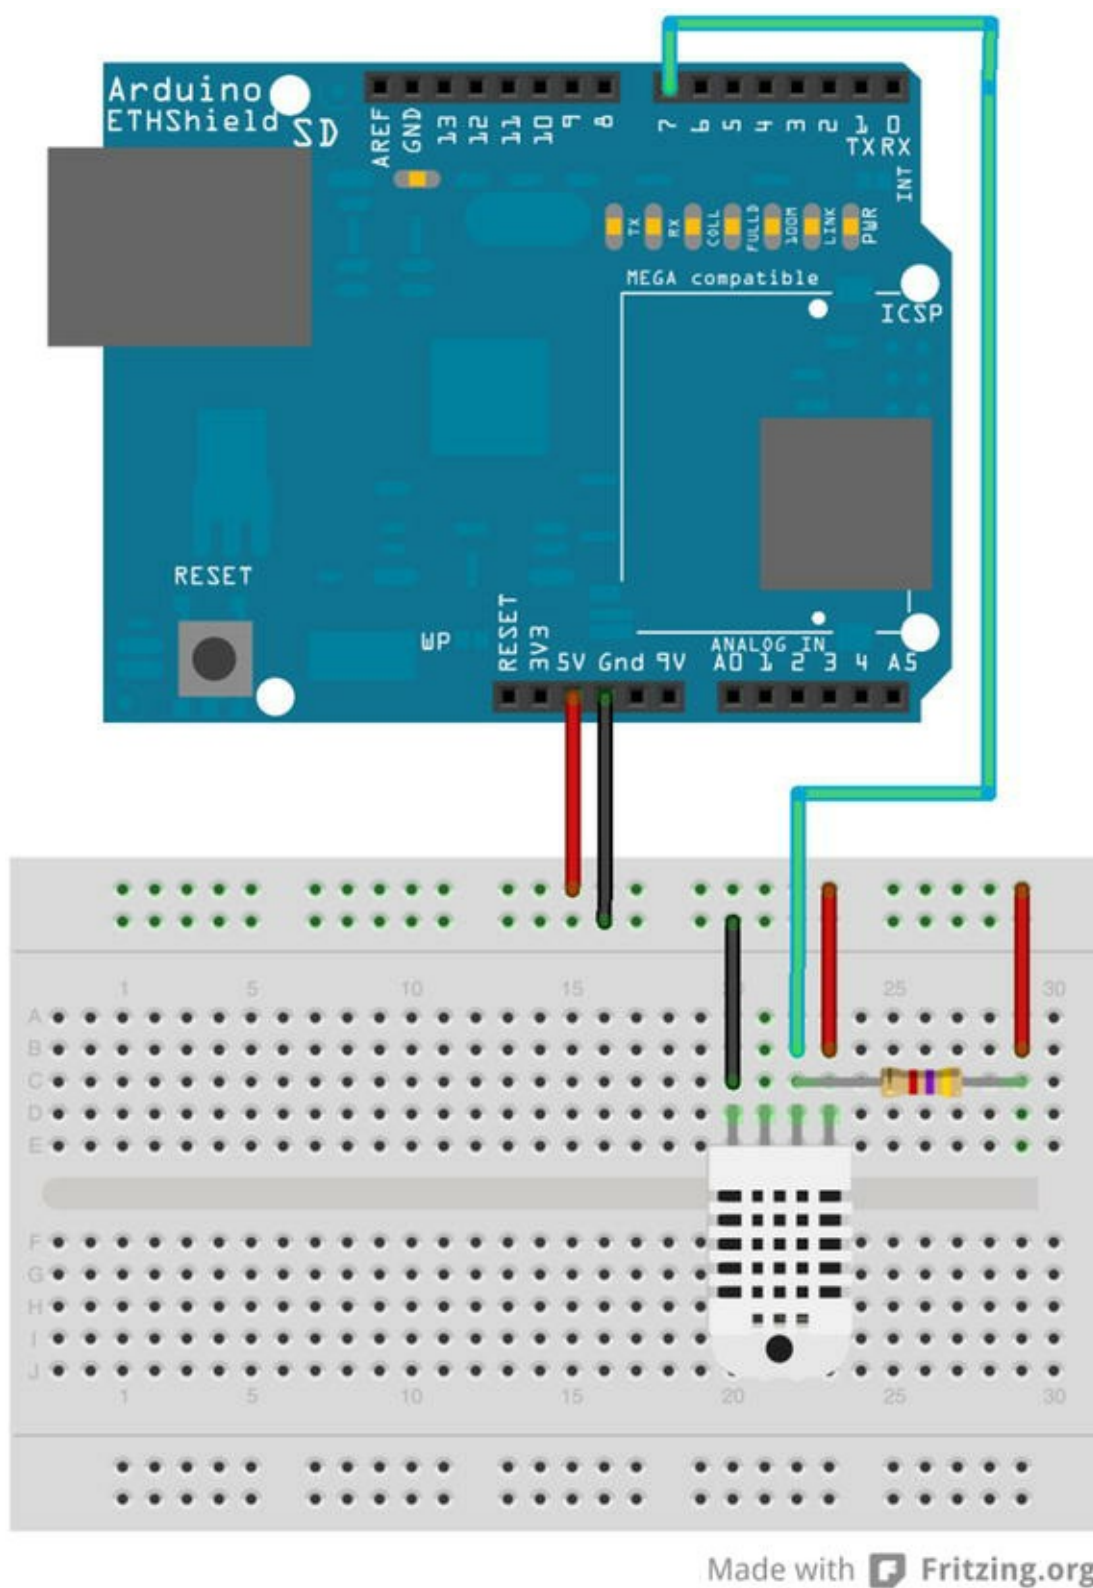 Arduino
ETHShield
SD
AREF
GND
13
12
11
10
9
8
7
6
5
4
3
2
1
0
TX RX
INT
TX
RX
COLL
FULLD
100M
LINK
PWR
MEGA compatible
ICSP
RESET
WP
RESET
3V3
5V Gnd 9V
ANALOG IN
A0 1 2 3 4 A5
1 5 10 15 25 30
A
B
C
D
E
F
G
H
I
J
1 5 10 15 20 25 30
Made with Fritzing.org